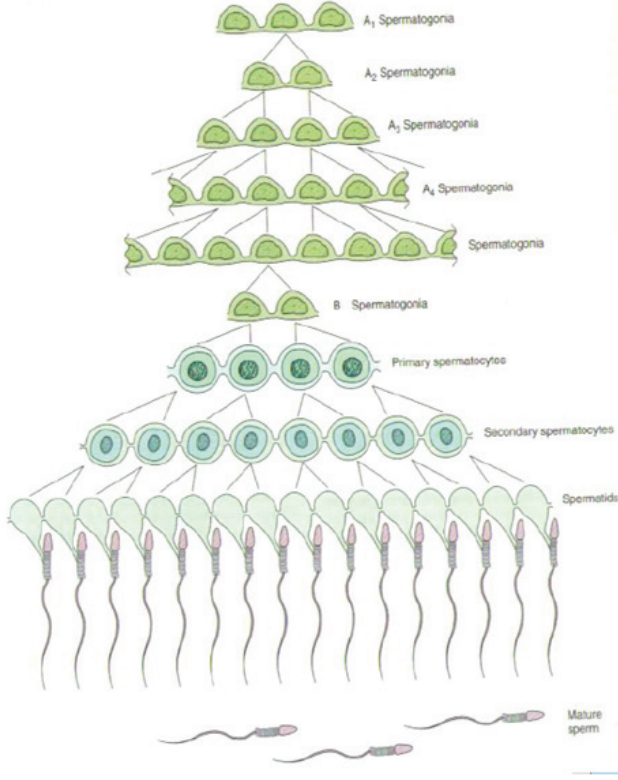 A₁ Spermatogonia
A₂ Spermatogonia
A₃ Spermatogonia
A₄ Spermatogonia
Spermatogonia
B Spermatogonia
Primary spermatocytes
Secondary spermatocytes
Spermatids
Mature
sperm